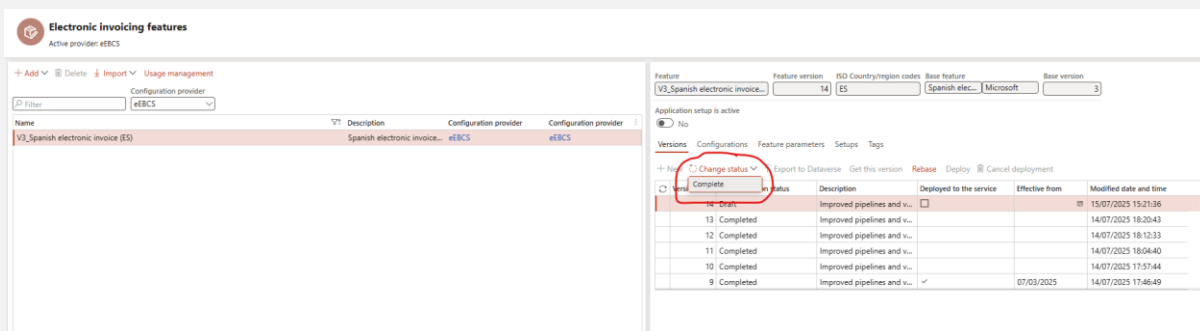 Electronic invoicing features
Active provider: eEBCS
Add Delete Import Usage management
Configuration provider
Filter eEBCS
Name Description Configuration provider Configuration provider
V3_Spanish electronic invoice (ES) Spanish electronic invoice... eEBCS eEBCS
Feature Feature version ISO Country/region codes Base feature Base version
V3_Spanish electronic invoice... 14 ES Spanish elec... Microsoft 3
Application setup is active
No
Versions Configurations Feature parameters Setups Tags
Change status Export to Dataverse Get this version Rebase Deploy Cancel deployment
Complete
status Description Deployed to the service Effective from Modified date and time
14 Draft Improved pipelines and v... 15/07/2025 15:21:36
13 Completed Improved pipelines and v... 14/07/2025 18:20:43
12 Completed Improved pipelines and v... 14/07/2025 18:12:33
11 Completed Improved pipelines and v... 14/07/2025 18:04:40
10 Completed Improved pipelines and v... 14/07/2025 17:57:44
9 Completed Improved pipelines and v... 07/03/2025 14/07/2025 17:46:49